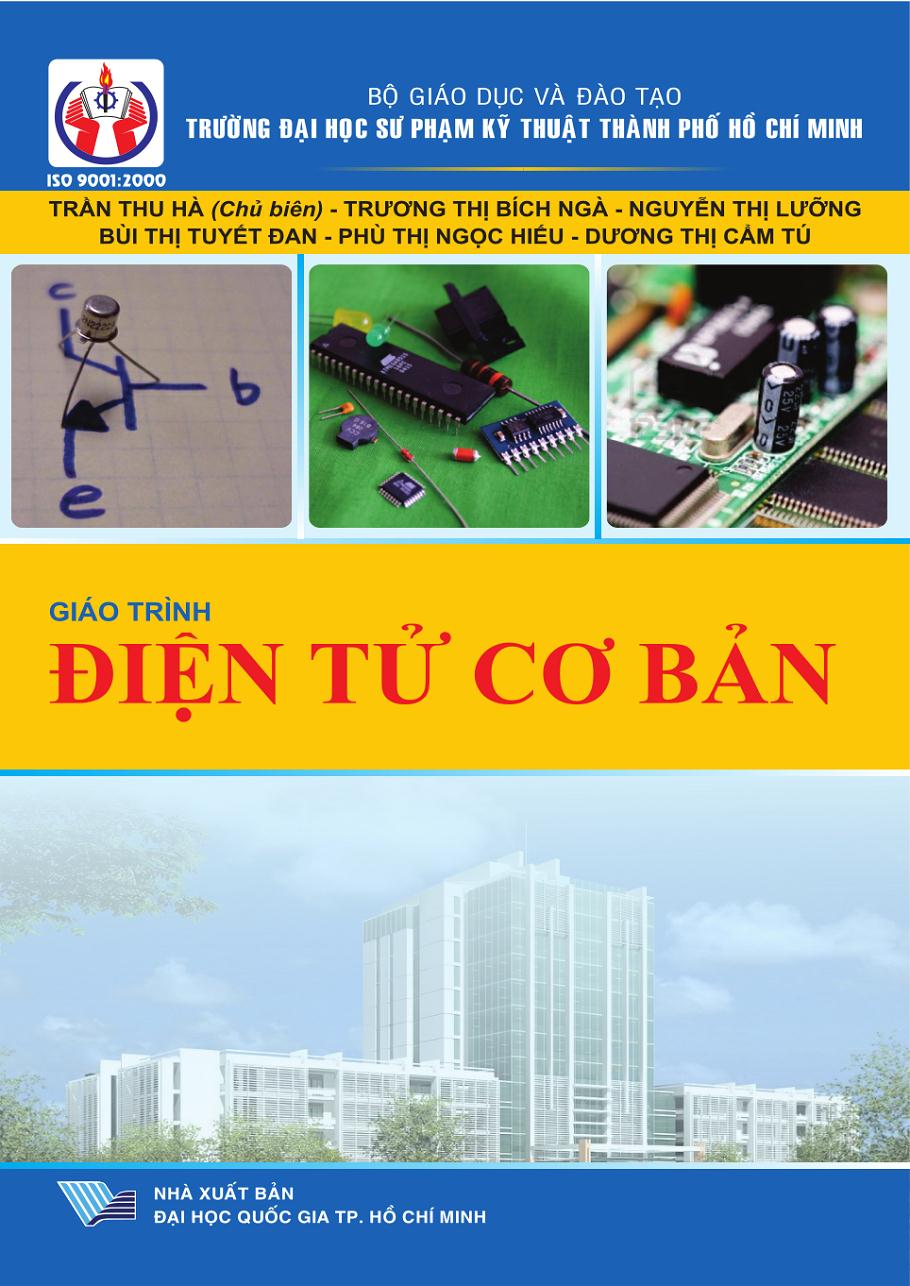 BỘ GIÁO DỤC VÀ ĐÀO TẠO
TRƯỜNG ĐẠI HỌC SƯ PHẠM KỸ THUẬT THÀNH PHỐ HỒ CHÍ MINH
ISO 9001:2000
TRẦN THU HÀ (Chủ biên) - TRƯƠNG THỊ BÍCH NGÀ - NGUYỄN THỊ LƯỠNG
BÙI THỊ TUYẾT ĐAN - PHÙ THỊ NGỌC HIẾU - DƯƠNG THỊ CẨM TÚ
c
b
e
25V 25V
GIÁO TRÌNH
ĐIỆN TỬ CƠ BẢN
NHÀ XUẤT BẢN
ĐẠI HỌC QUỐC GIA TP. HỒ CHÍ MINH